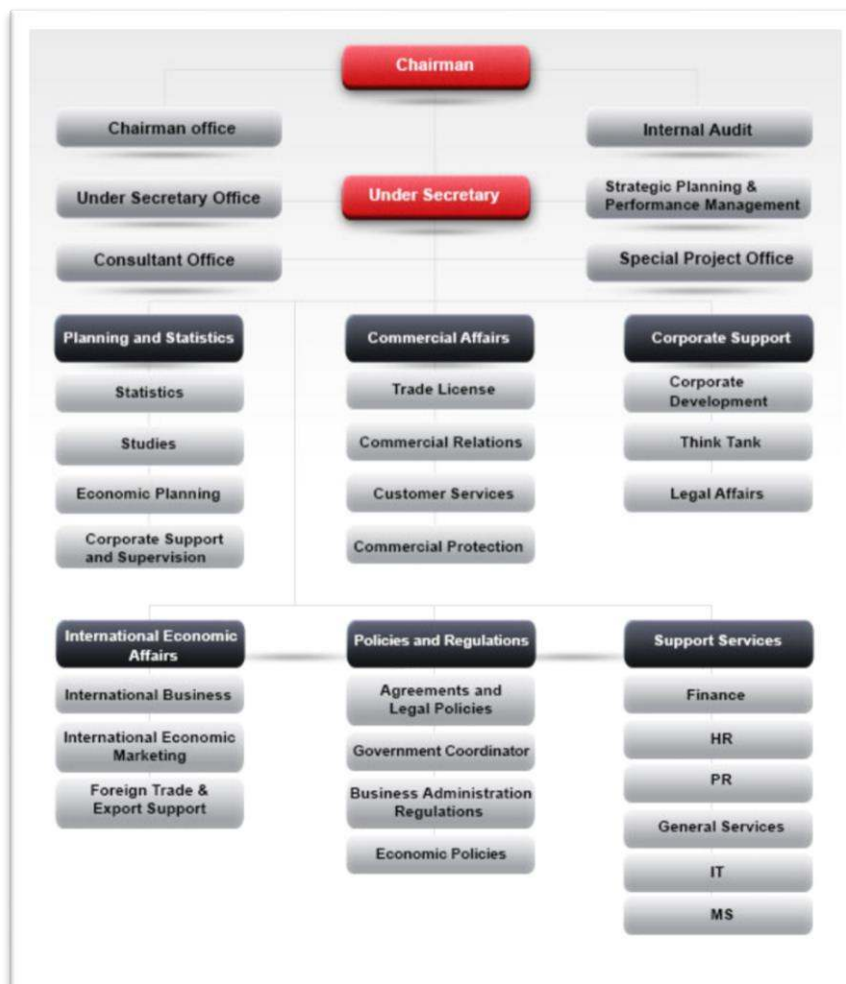 Chairman
Chairman office
Internal Audit
Under Secretary Office
Under Secretary
Strategic Planning &
Performance Management
Consultant Office
Special Project Office
Planning and Statistics
Statistics
Studies
Economic Planning
Corporate Support
and Supervision
Commercial Affairs
Trade License
Commercial Relations
Customer Services
Commercial Protection
Corporate Support
Corporate
Development
Think Tank
Legal Affairs
International Economic
Affairs
International Business
International Economic
Marketing
Foreign Trade &
Export Support
Policies and Regulations
Agreements and
Legal Policies
Government Coordinator
Business Administration
Regulations
Economic Policies
Support Services
Finance
HR
PR
General Services
IT
MS